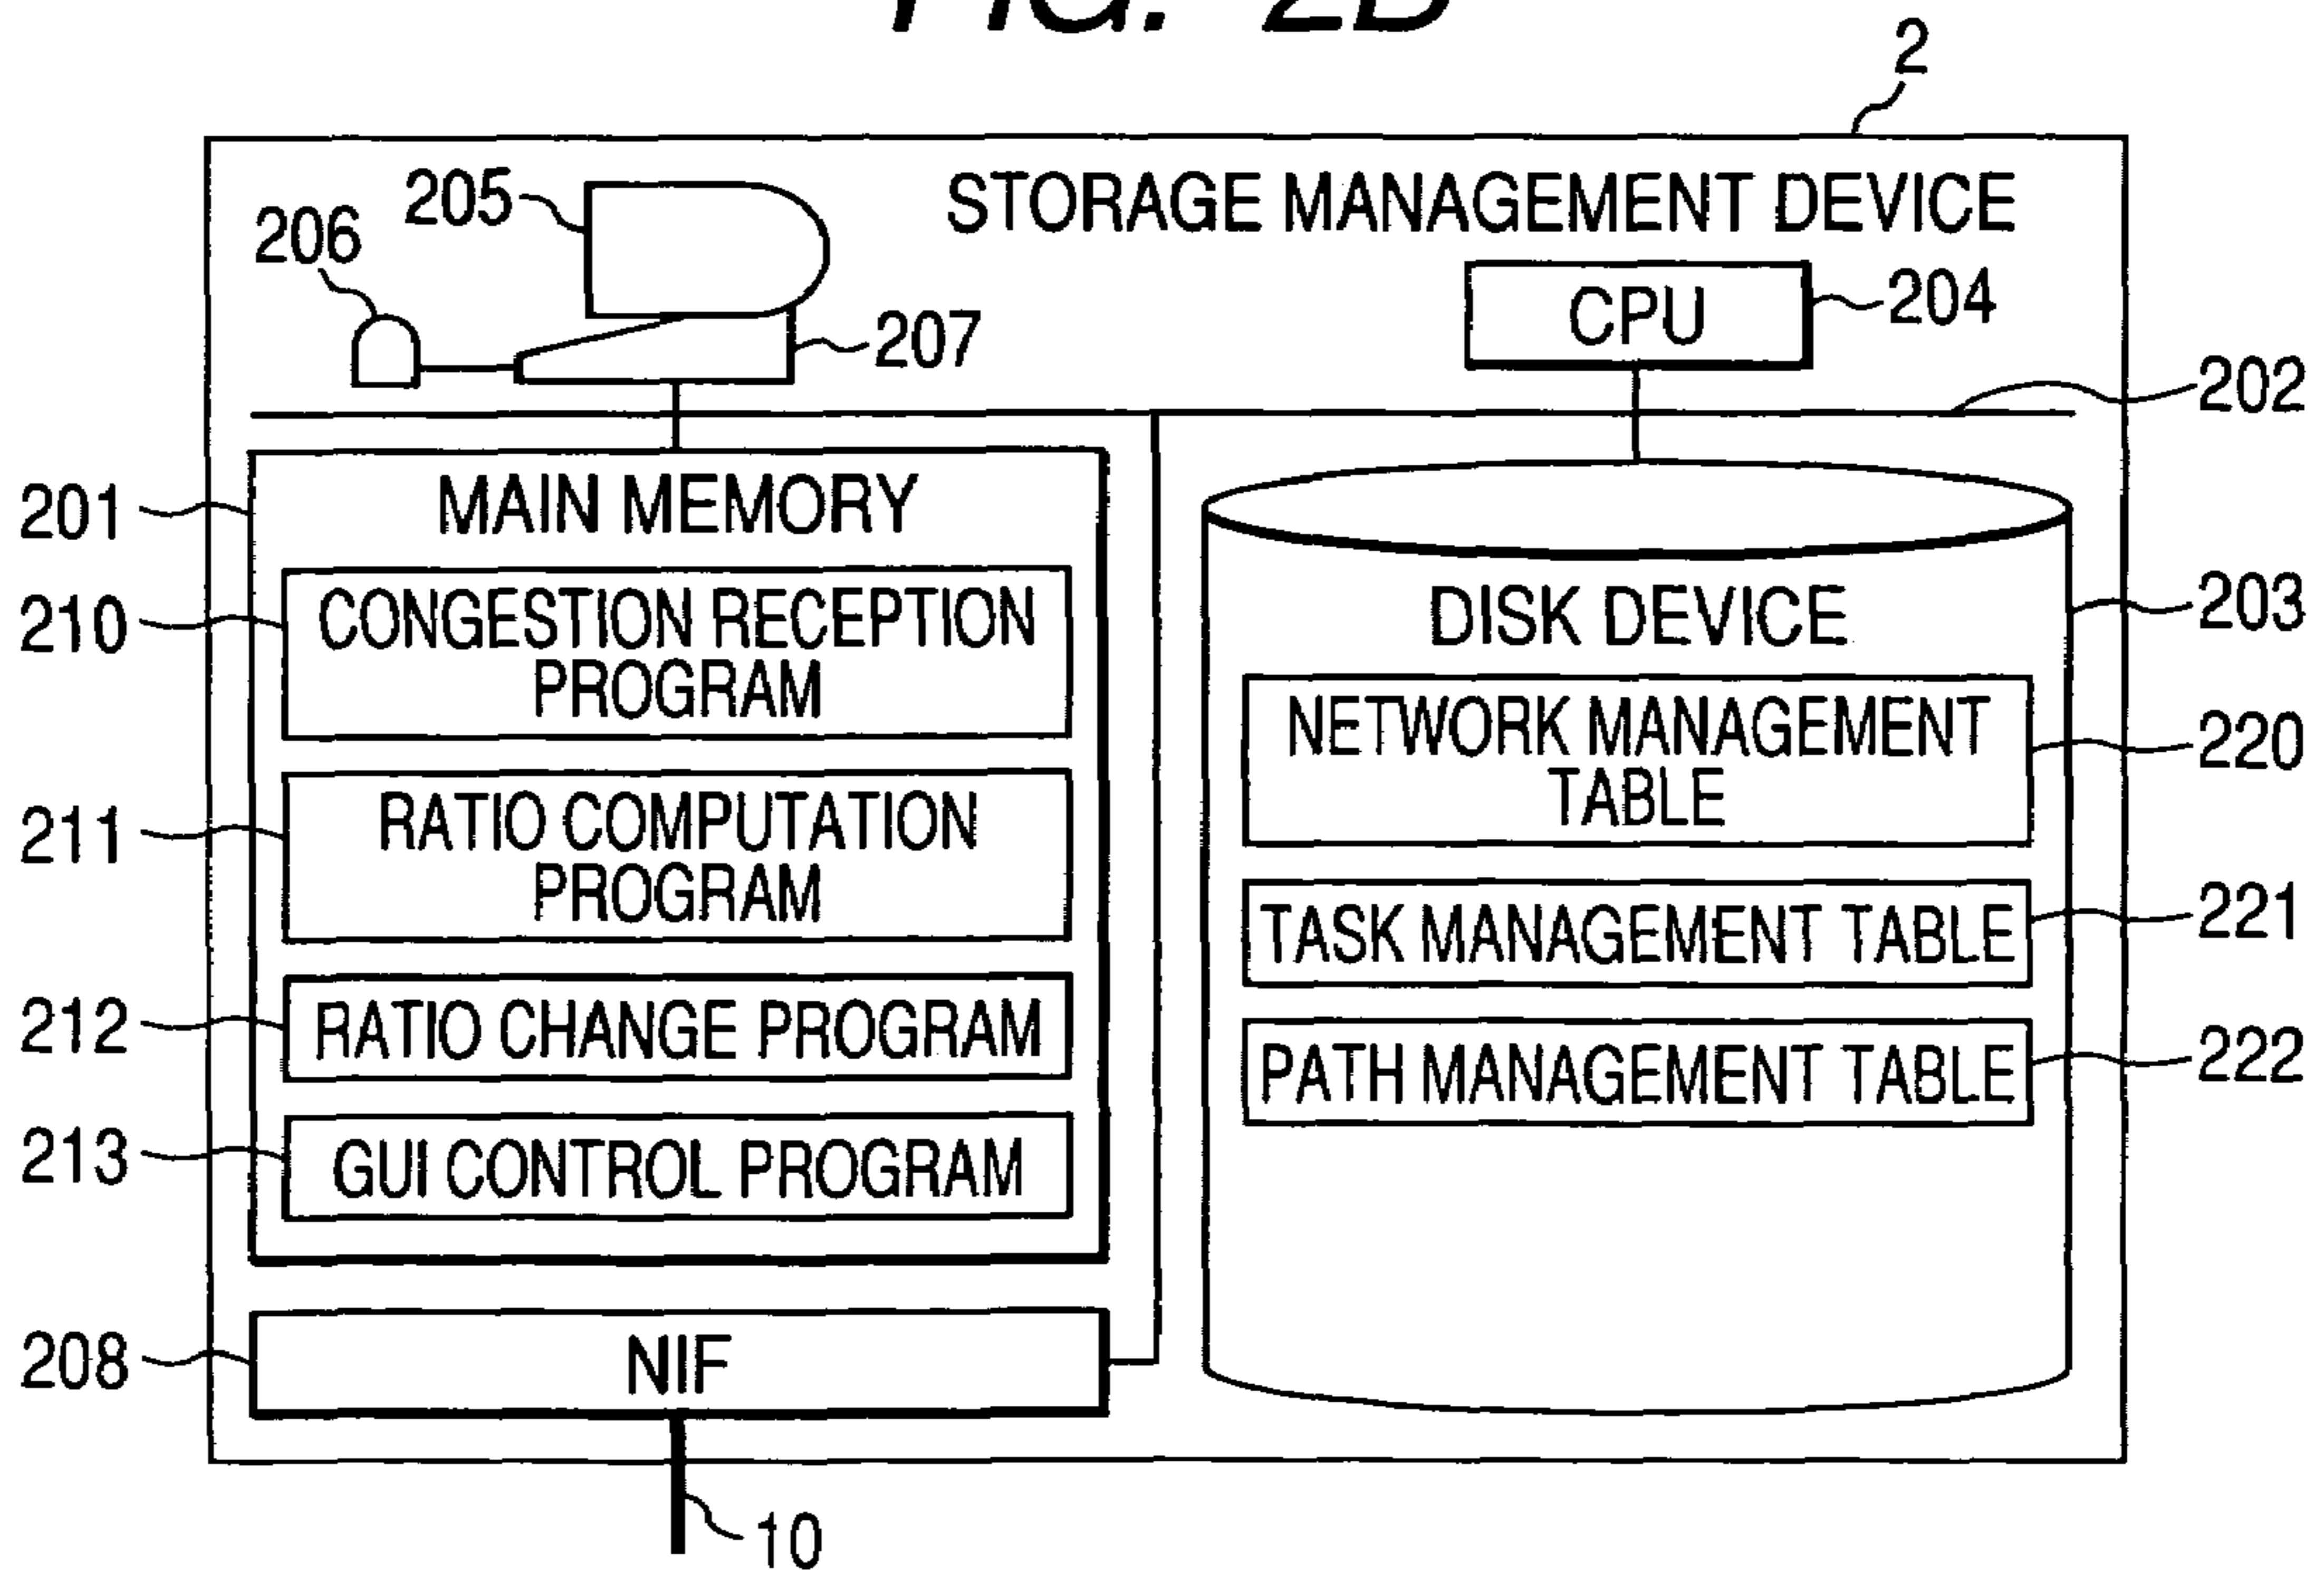 FIG. 2B
2
STORAGE MANAGEMENT DEVICE
205
206
207
CPU
204
202
201
MAIN MEMORY
210
CONGESTION RECEPTION
PROGRAM
211
RATIO COMPUTATION
PROGRAM
212
RATIO CHANGE PROGRAM
213
GUI CONTROL PROGRAM
208
NIF
10
DISK DEVICE
203
NETWORK MANAGEMENT
TABLE
220
TASK MANAGEMENT TABLE
221
PATH MANAGEMENT TABLE
222